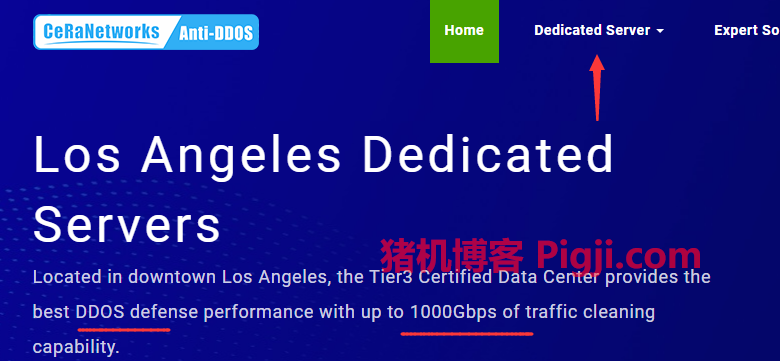 CeRaNetworks Anti-DDOS
Home Dedicated Server Expert So
Los Angeles Dedicated
Servers
猪机博客 Pigji.com
Located in downtown Los Angeles, the Tier3 Certified Data Center provides the
best DDOS defense performance with up to 1000Gbps of traffic cleaning
capability.